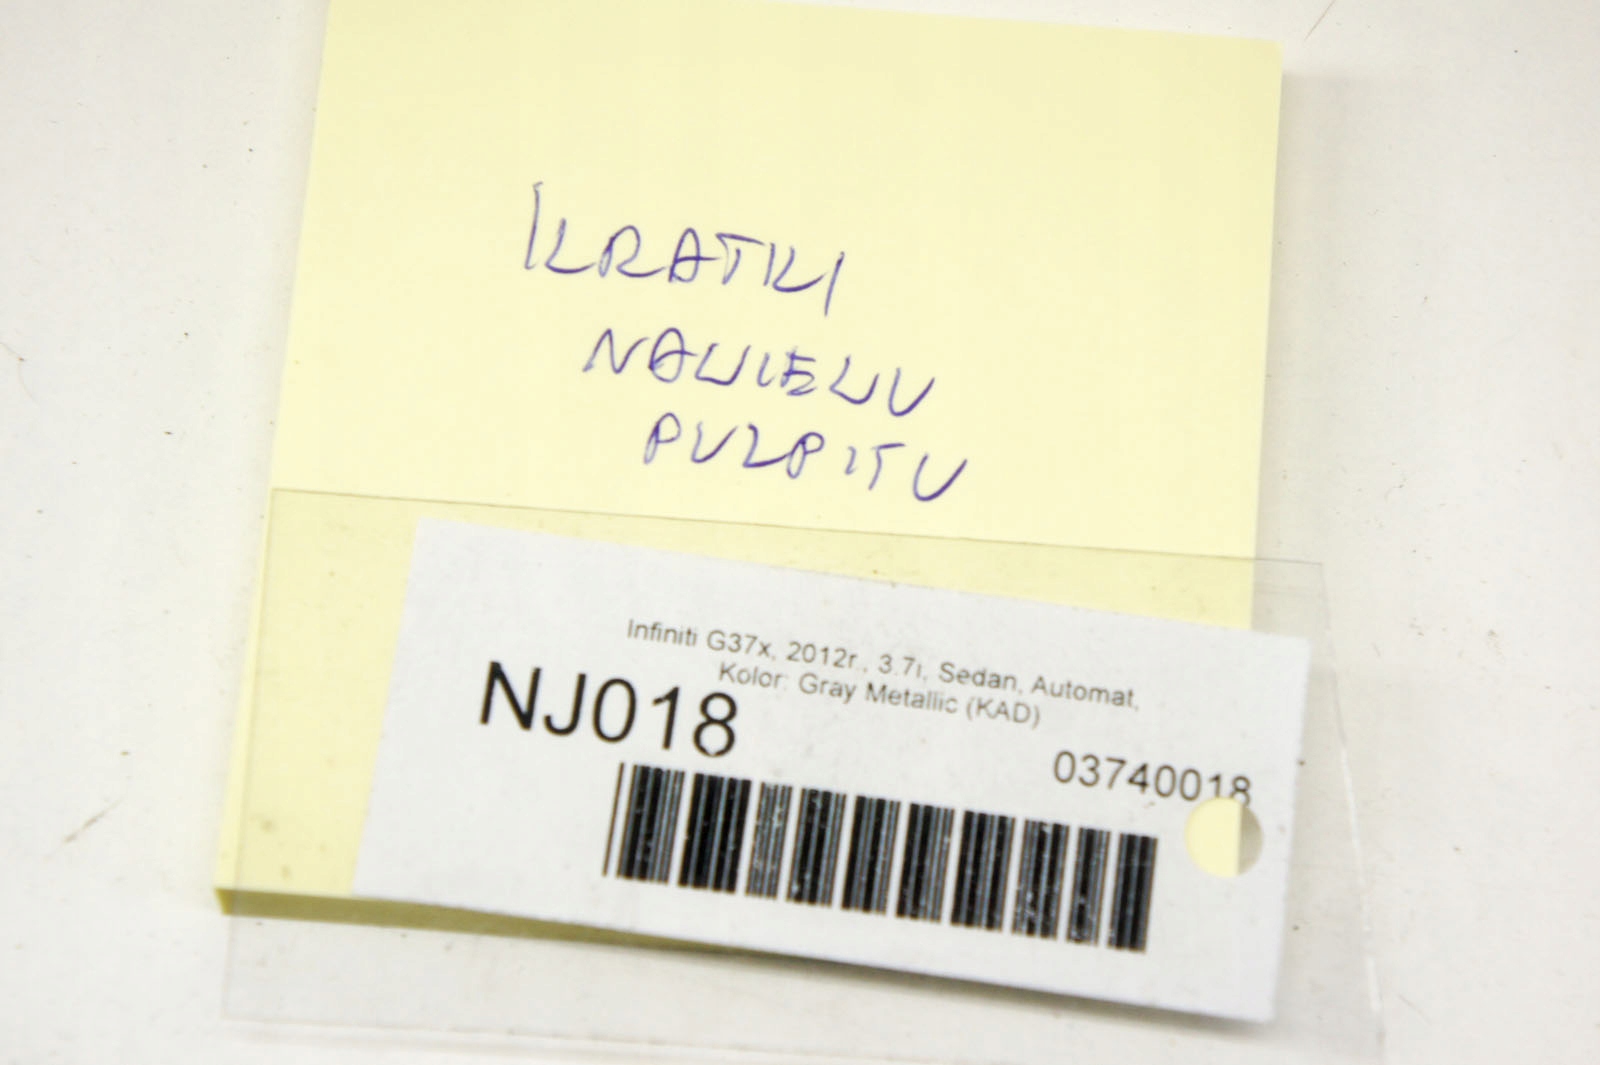 KRATKI
NAWIEWU
PULPITU
Infiniti G37x, 2012r., 3.7i, Sedan, Automat,
Kolor: Gray Metallic (KAD)
NJ018
03740018